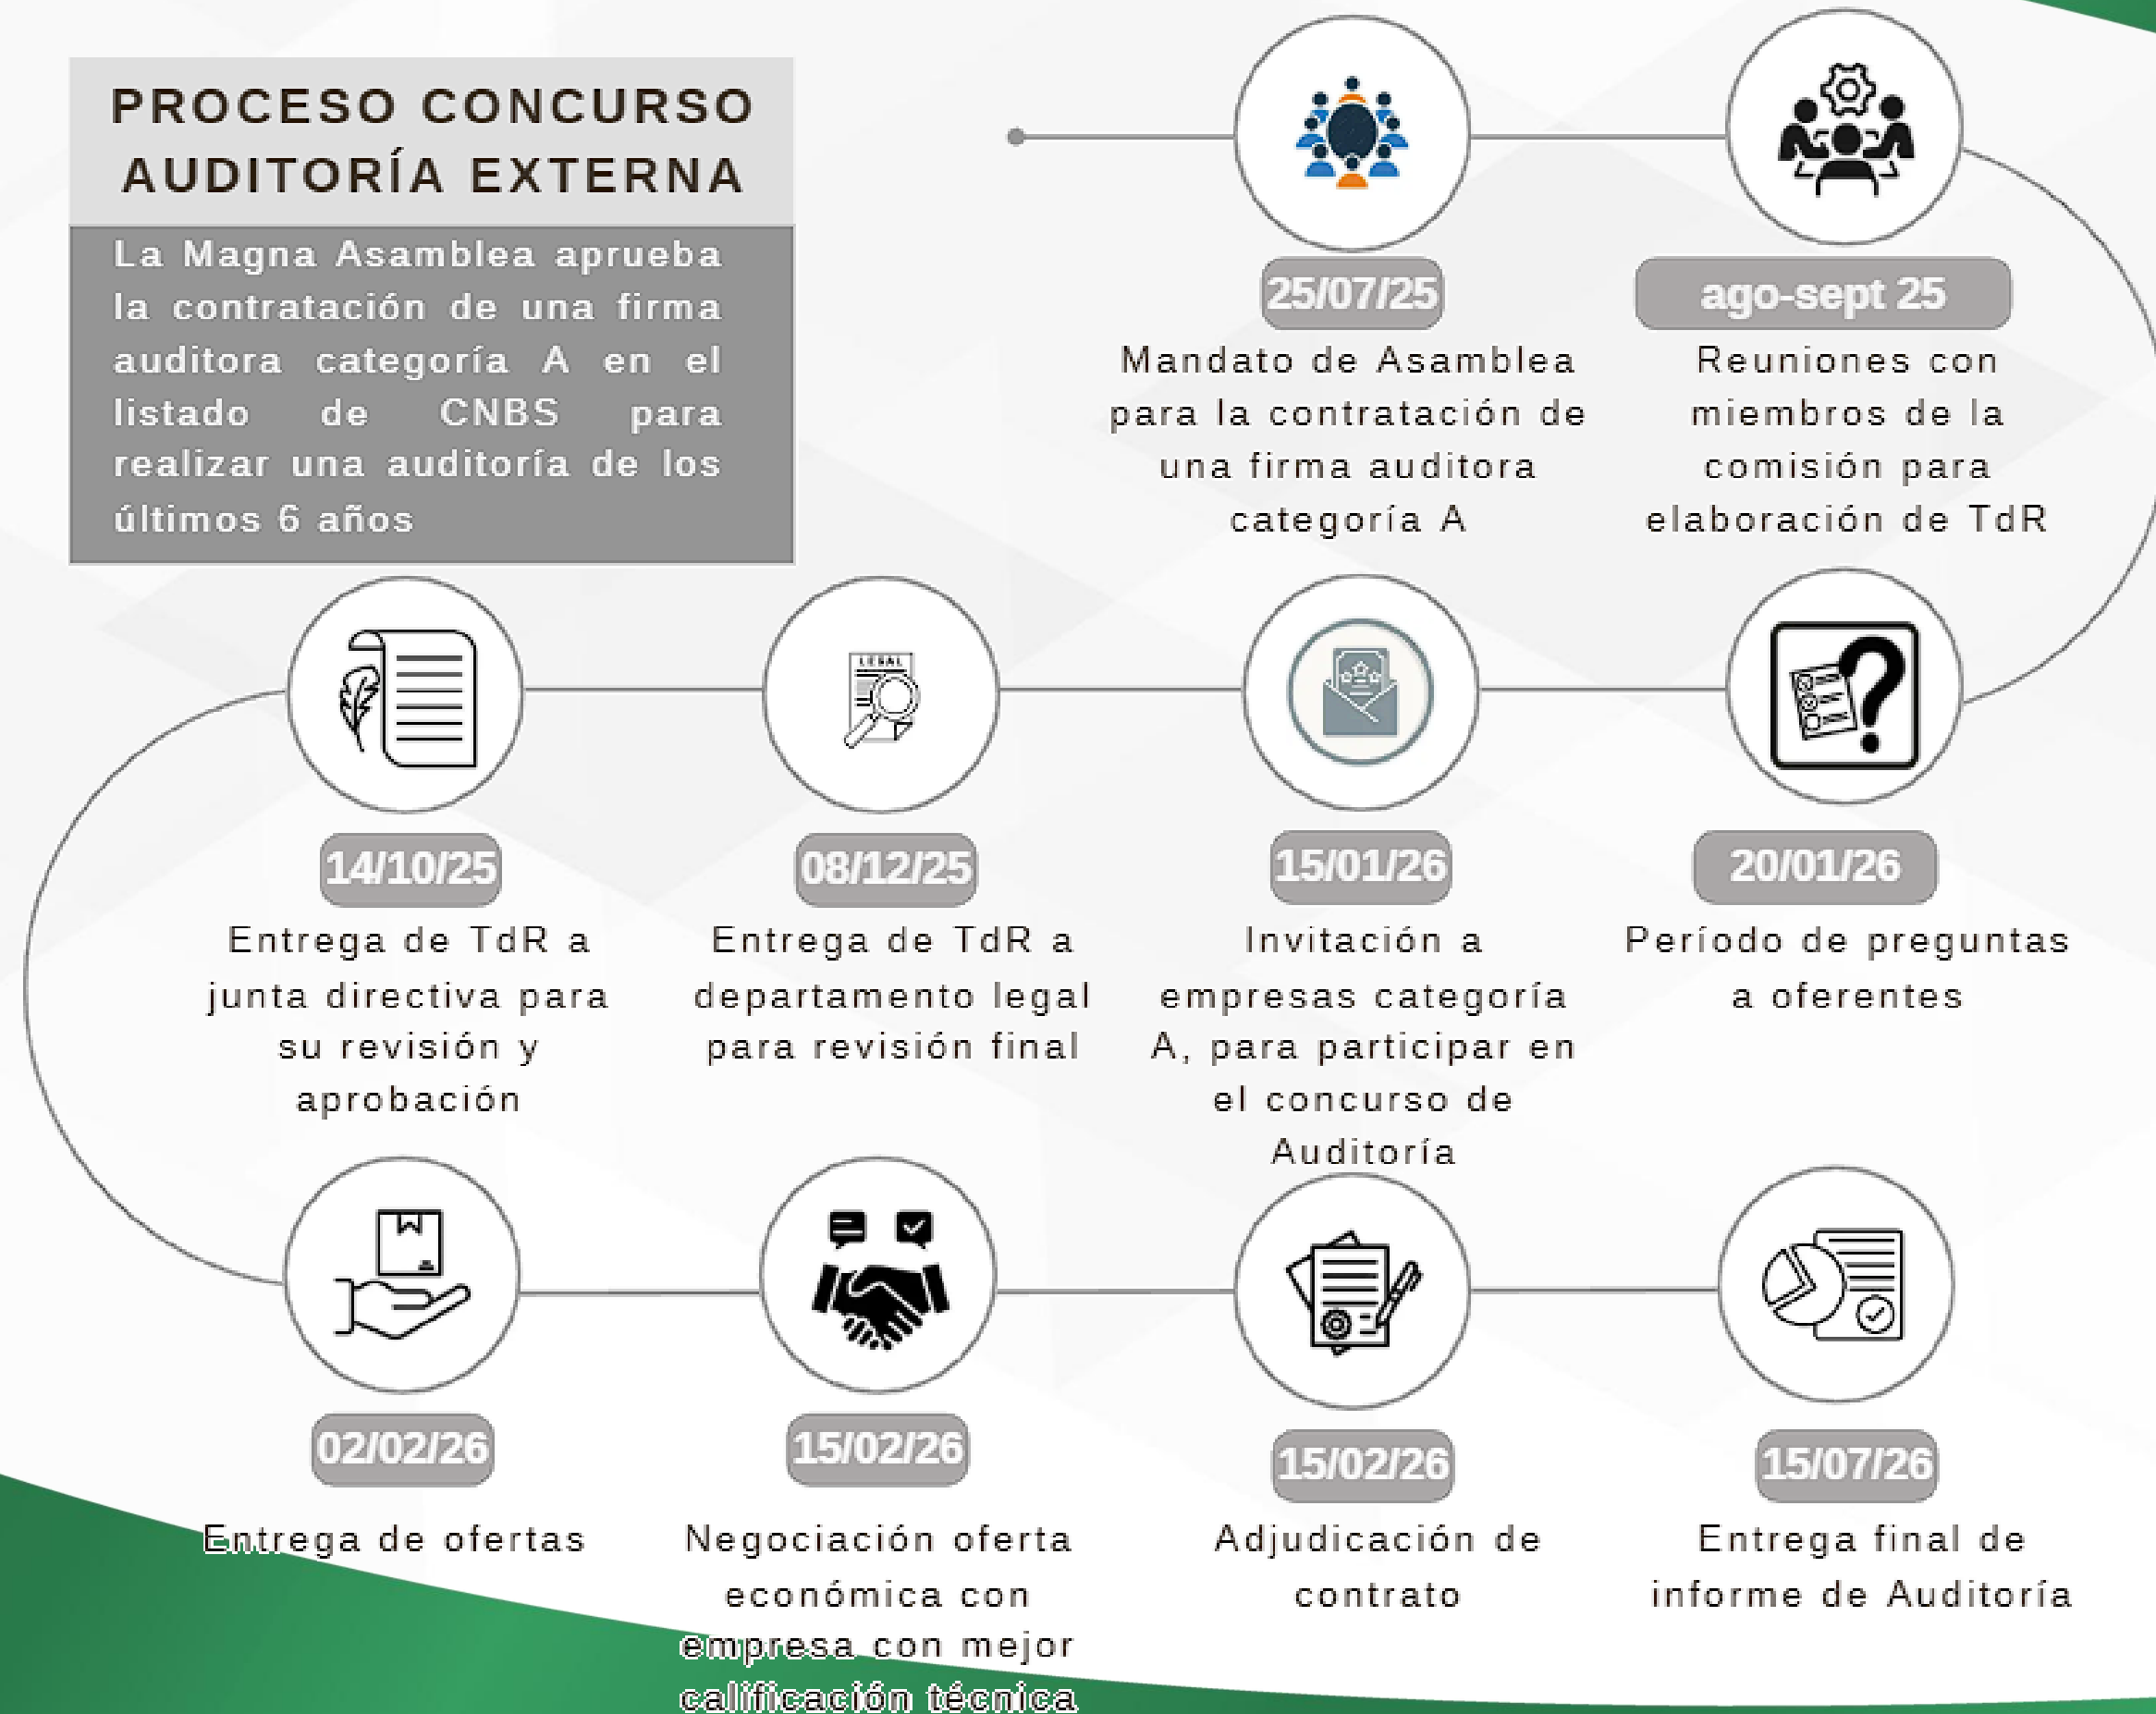 PROCESO CONCURSO
AUDITORÍA EXTERNA
La Magna Asamblea aprueba
la contratación de una firma
auditora categoría A en el
listado de CNBS para
realizar una auditoría de los
últimos 6 años
25/07/25
Mandato de Asamblea
para la contratación de
una firma auditora
categoría A
ago-sept 25
Reuniones con
miembros de la
comisión para
elaboración de TdR
LEGAL
14/10/25
Entrega de TdR a
junta directiva para
su revisión y
aprobación
08/12/25
Entrega de TdR a
departamento legal
para revisión final
15/01/26
Invitación a
empresas categoría
A, para participar en
el concurso de
Auditoría
20/01/26
Período de preguntas
a oferentes
02/02/26
Entrega de ofertas
15/02/26
Negociación oferta
económica con
empresa con mejor
calificación técnica
15/02/26
Adjudicación de
contrato
15/07/26
Entrega final de
informe de Auditoría